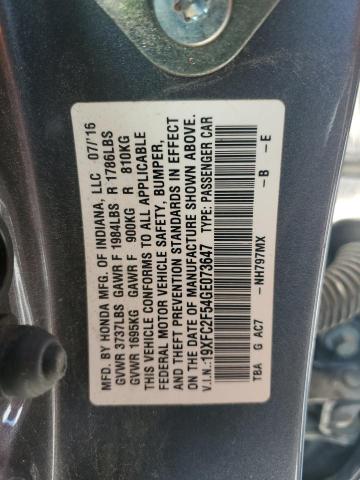 MFD. BY HONDA MFG. OF INDIANA, LLC 07/'16
GVWR 3737LBS GAWR F 1984LBS R 1786LBS
GVWR 1695KG GAWR F 900KG R 810KG
THIS VEHICLE CONFORMS TO ALL APPLICABLE
FEDERAL MOTOR VEHICLE SAFETY, BUMPER,
AND THEFT PREVENTION STANDARDS IN EFFECT
ON THE DATE OF MANUFACTURE SHOWN ABOVE.
V.I.N.:19XFC2F54GE073647 TYPE: PASSENGER CAR
TBA G AC7 -NH797MX -B -E